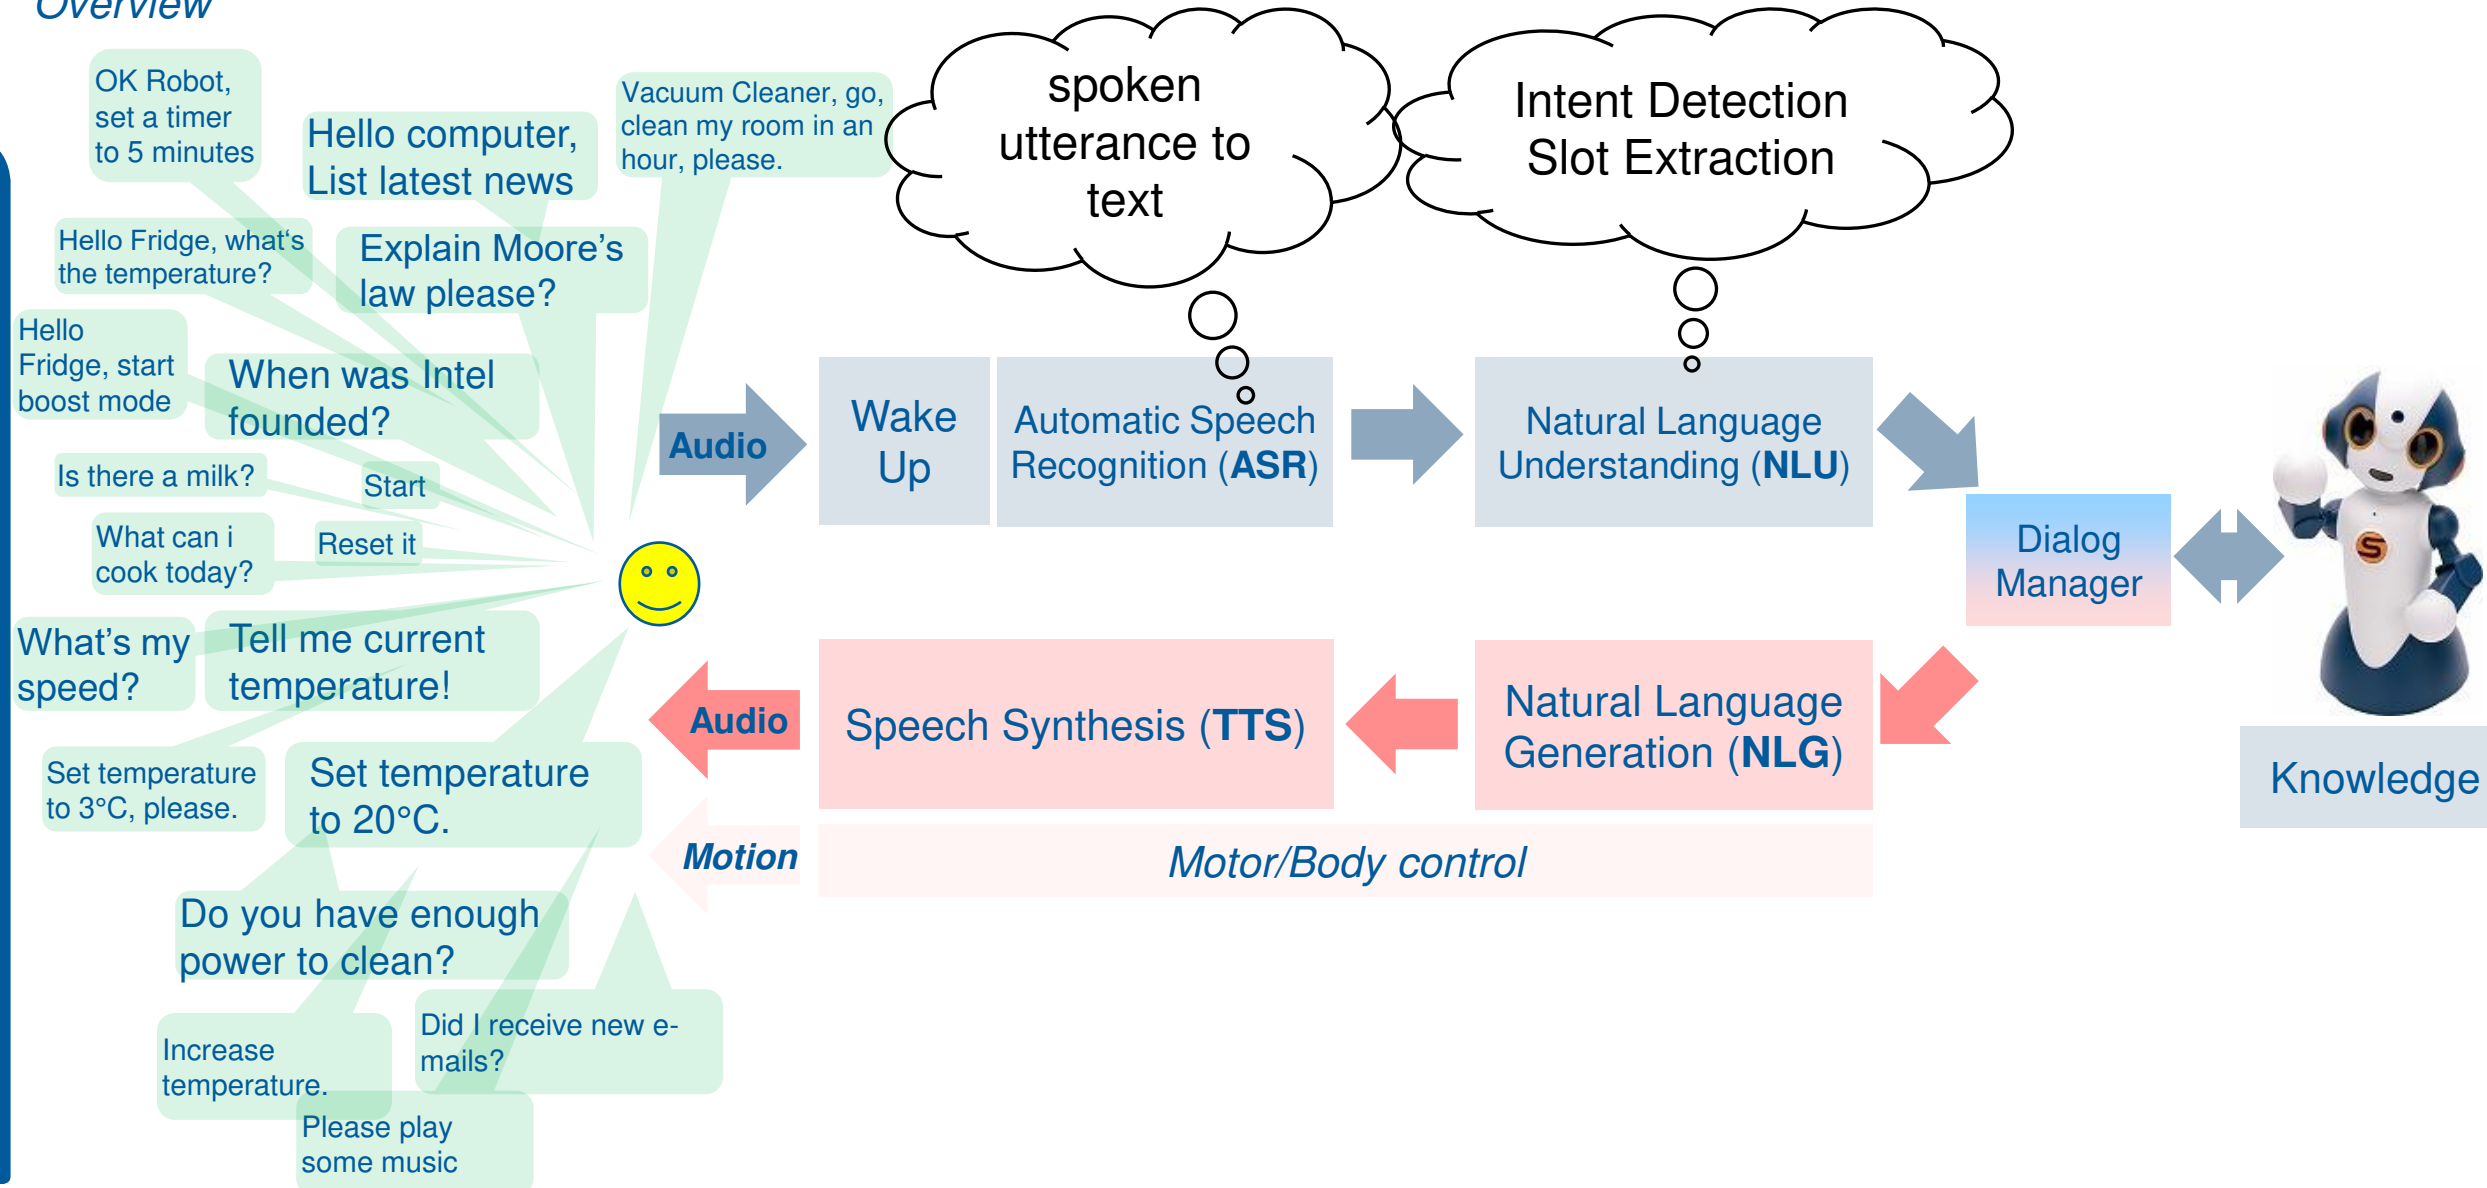 Overview
OK Robot,
set a timer
to 5 minutes
Hello computer,
List latest news
Vacuum Cleaner, go,
clean my room in an
hour, please.
Hello Fridge, what‘s
the temperature?
Explain Moore’s
law please?
Hello
Fridge, start
boost mode
When was Intel
founded?
Is there a milk?
Start
What can i
cook today?
Reset it
What’s my
speed?
Tell me current
temperature!
Set temperature
to 3°C, please.
Set temperature
to 20°C.
Do you have enough
power to clean?
Increase
temperature.
Did I receive new e-
mails?
Please play
some music
spoken
utterance to
text
Intent Detection
Slot Extraction
Audio
Wake
Up
Automatic Speech
Recognition (ASR)
Natural Language
Understanding (NLU)
Dialog
Manager
S
Knowledge
Natural Language
Generation (NLG)
Speech Synthesis (TTS)
Audio
Motion
Motor/Body control